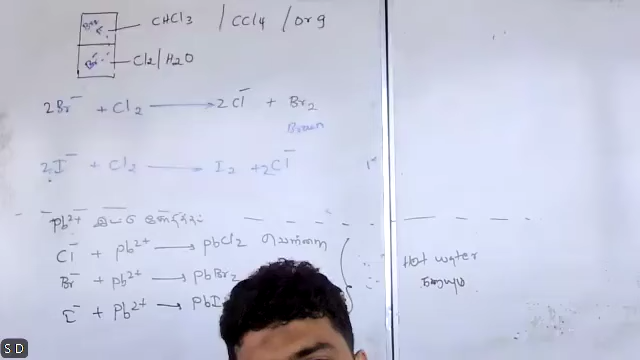 Br₂ CHCl3 / CCl4 / org
Br⁻ Cl2/H2O
2Br⁻ + Cl2 → 2Cl⁻ + Br2
Brown
2I⁻ + Cl2 → I2 + 2Cl⁻
Pb²⁺
Cl⁻ + Pb²⁺ → PbCl2 வெள்ளை
Br⁻ + Pb²⁺ → PbBr2
I⁻ + Pb²⁺ → PbI
Hot water
S D